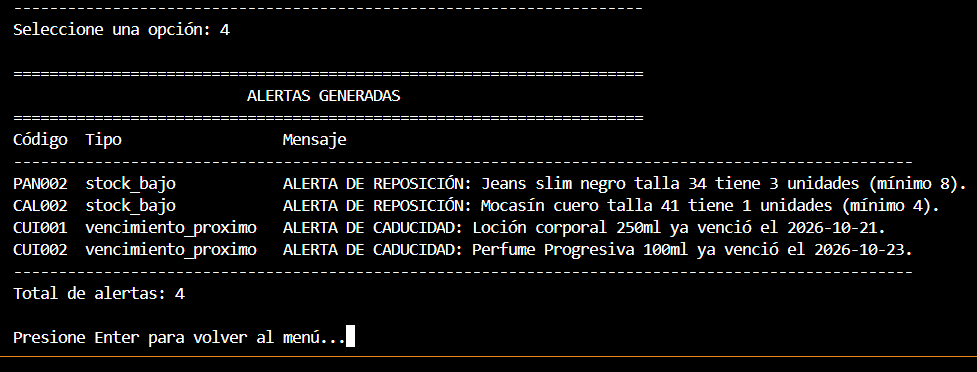 ----------------------------------------------------------------------
Seleccione una opción: 4
======================================================================
ALERTAS GENERADAS
======================================================================
Código  Tipo                  Mensaje
----------------------------------------------------------------------------------------------------
PAN002  stock_bajo            ALERTA DE REPOSICIÓN: Jeans slim negro talla 34 tiene 3 unidades (mínimo 8).
CAL002  stock_bajo            ALERTA DE REPOSICIÓN: Mocasín cuero talla 41 tiene 1 unidades (mínimo 4).
CUI001  vencimiento_proximo   ALERTA DE CADUCIDAD: Loción corporal 250ml ya venció el 2026-10-21.
CUI002  vencimiento_proximo   ALERTA DE CADUCIDAD: Perfume Progresiva 100ml ya venció el 2026-10-23.
----------------------------------------------------------------------------------------------------
Total de alertas: 4
Presione Enter para volver al menú...